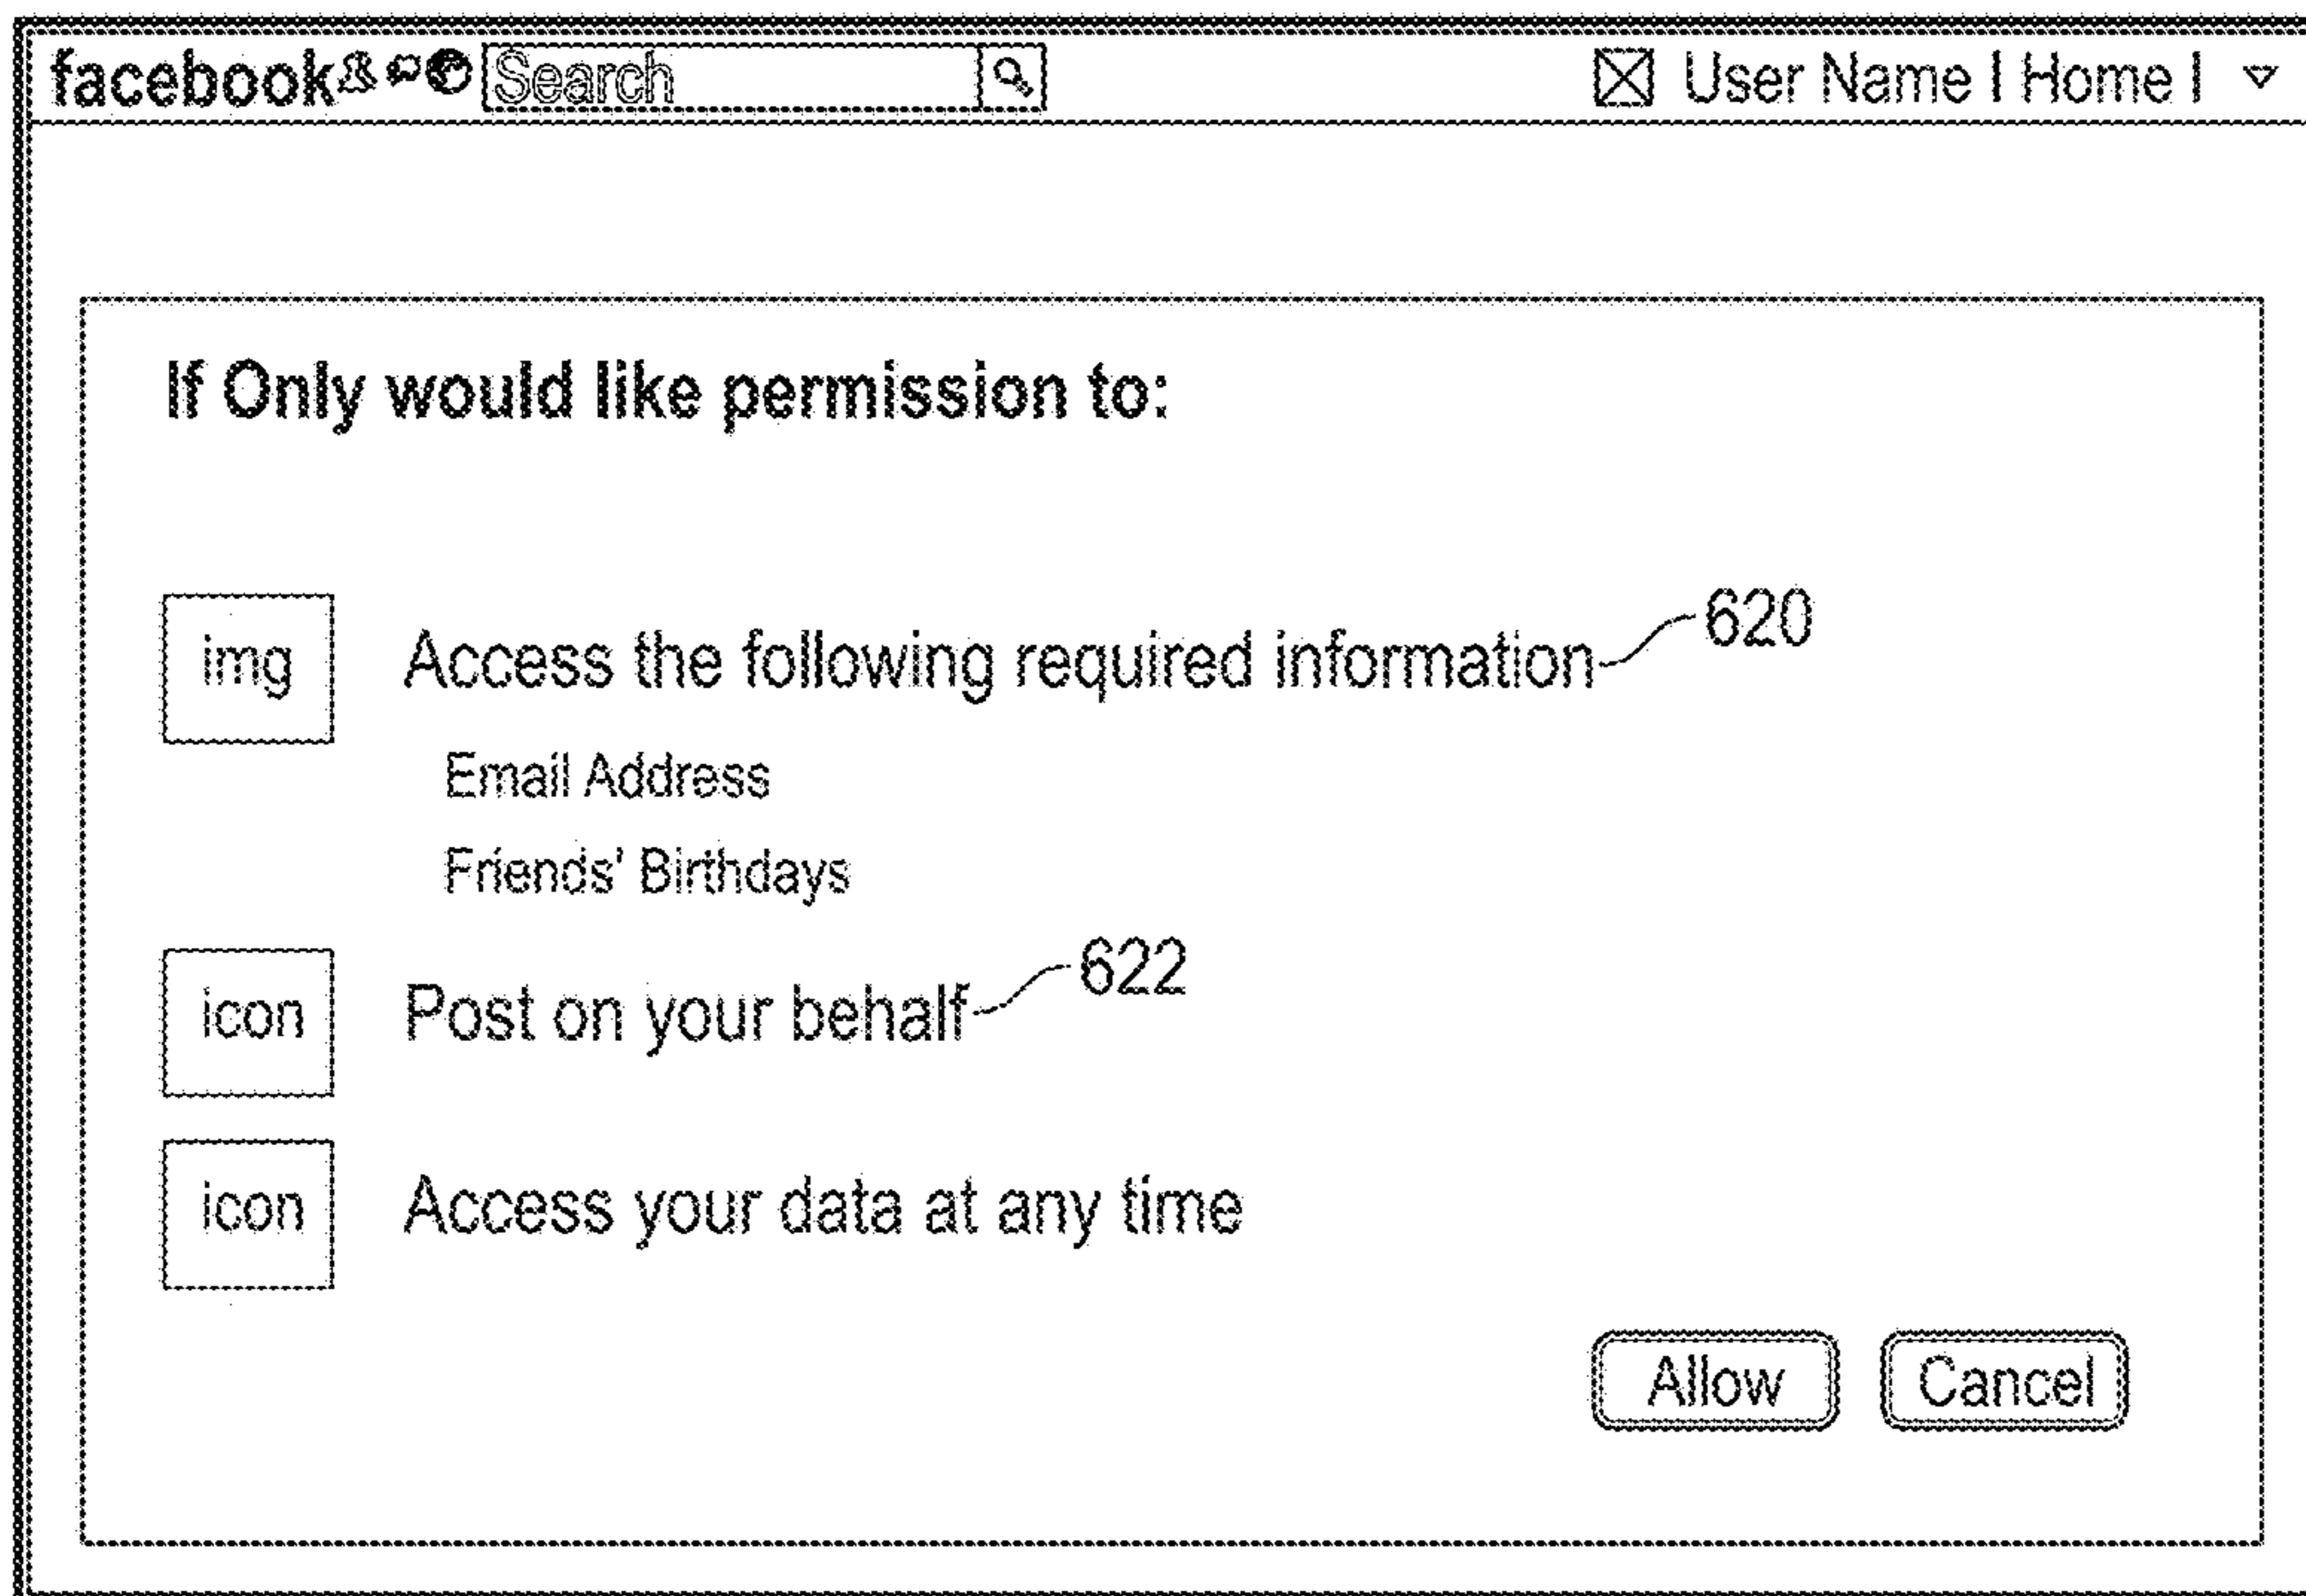 facebook Search User Name | Home |
If Only would like permission to:
img Access the following required information 620
Email Address
Friends' Birthdays
icon Post on your behalf 622
icon Access your data at any time
Allow Cancel